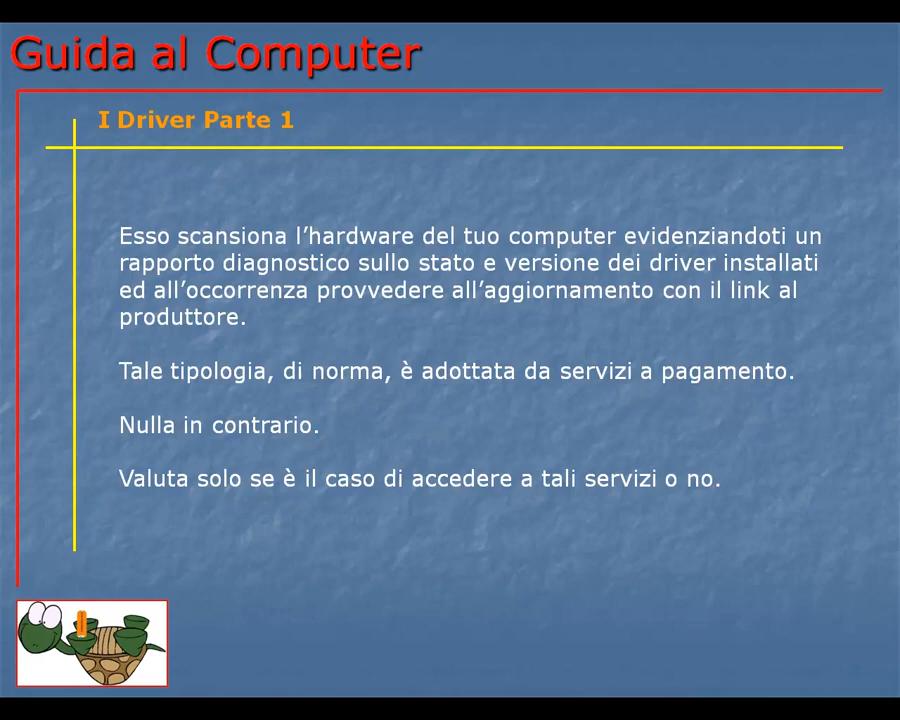 Guida al Computer
I Driver Parte 1
Esso scansiona l’hardware del tuo computer evidenziandoti un
rapporto diagnostico sullo stato e versione dei driver installati
ed all’occorrenza provvedere all’aggiornamento con il link al
produttore.
Tale tipologia, di norma, è adottata da servizi a pagamento.
Nulla in contrario.
Valuta solo se è il caso di accedere a tali servizi o no.